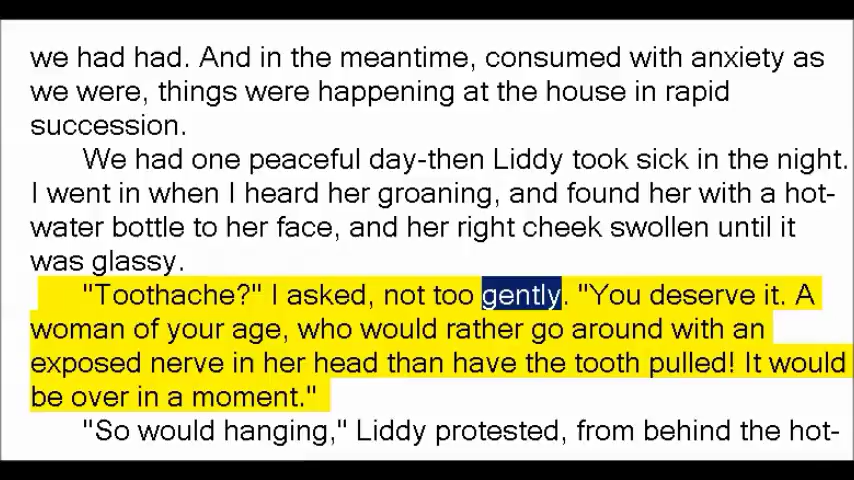 we had had. And in the meantime, consumed with anxiety as
we were, things were happening at the house in rapid
succession.
We had one peaceful day-then Liddy took sick in the night.
I went in when I heard her groaning, and found her with a hot-
water bottle to her face, and her right cheek swollen until it
was glassy.
"Toothache?" I asked, not too gently. "You deserve it. A
woman of your age, who would rather go around with an
exposed nerve in her head than have the tooth pulled! It would
be over in a moment."
"So would hanging," Liddy protested, from behind the hot-